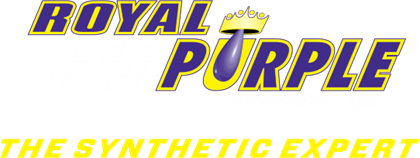 ROYAL
PURPLE
THE SYNTHETIC EXPERT